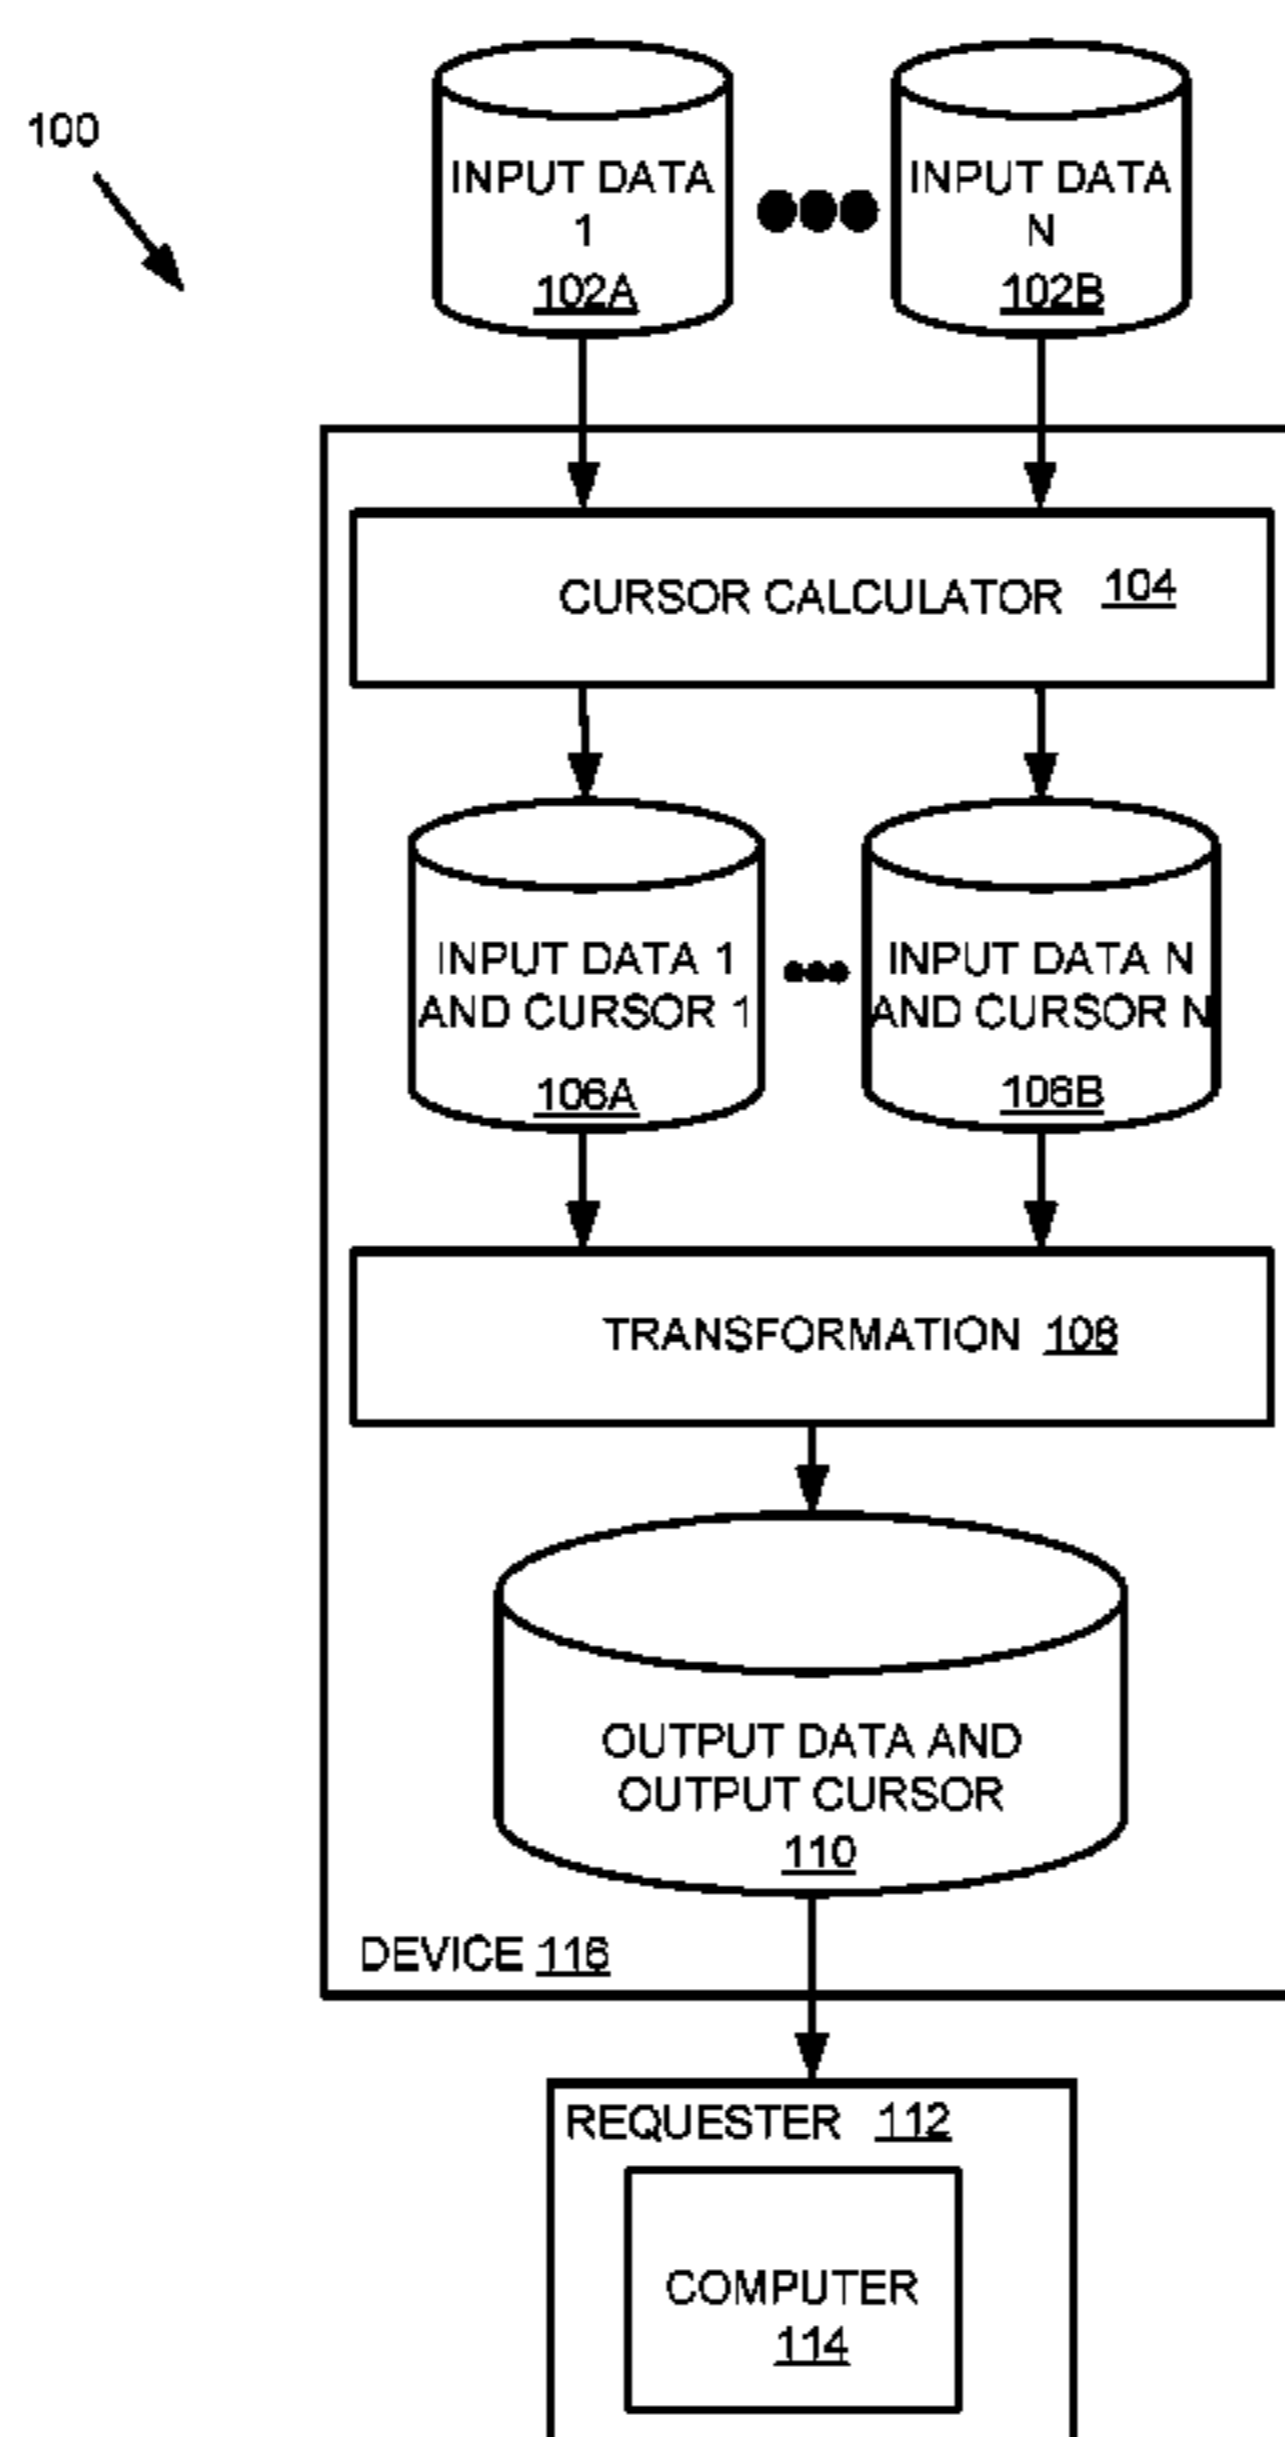 100
INPUT DATA
1
102A
INPUT DATA
N
102B
CURSOR CALCULATOR 104
INPUT DATA 1
AND CURSOR 1
106A
INPUT DATA N
AND CURSOR N
106B
TRANSFORMATION 108
OUTPUT DATA AND
OUTPUT CURSOR
110
DEVICE 116
REQUESTER 112
COMPUTER
114